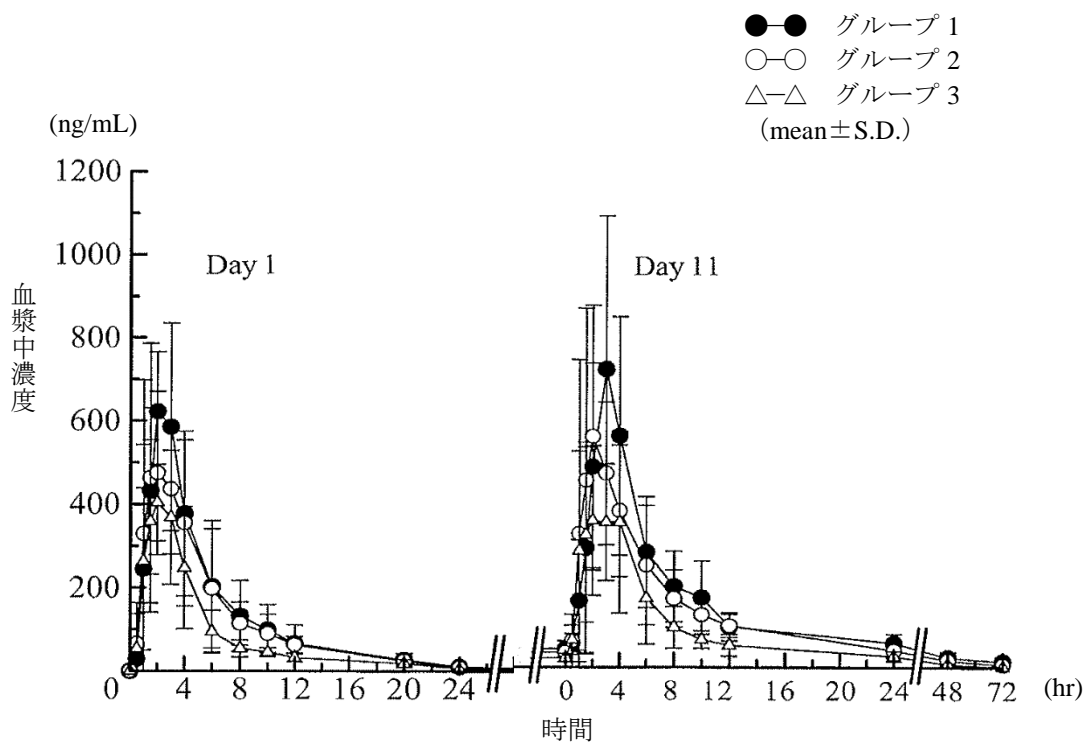 ●-● グループ 1
○-○ グループ 2
△-△ グループ 3
(mean±S.D.)
(ng/mL)
1200
1000
800
600
400
200
0
血漿中濃度
Day 1
Day 11
0 4 8 12 16 20 24 0 4 8 12 16 20 24 48 72 (hr)
時間